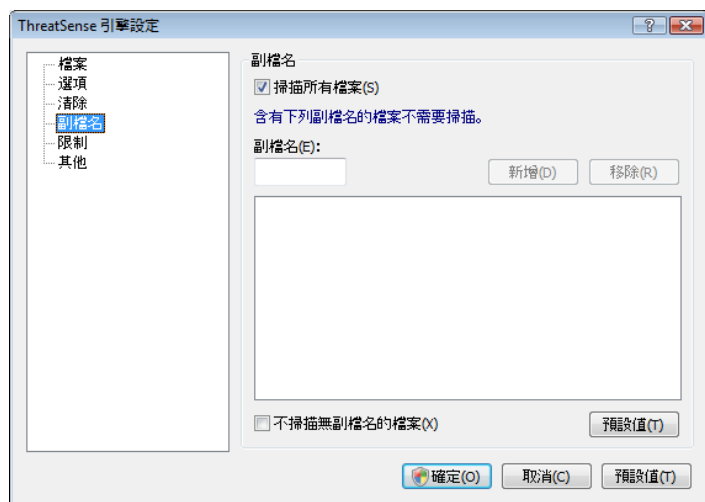 ThreatSense 引擎設定
檔案
選項
清除
副檔名
限制
其他
副檔名
掃描所有檔案(S)
含有下列副檔名的檔案不需要掃描。
副檔名(E):
新增(D)
移除(R)
不掃描無副檔名的檔案(X)
預設值(T)
確定(O)
取消(C)
預設值(T)